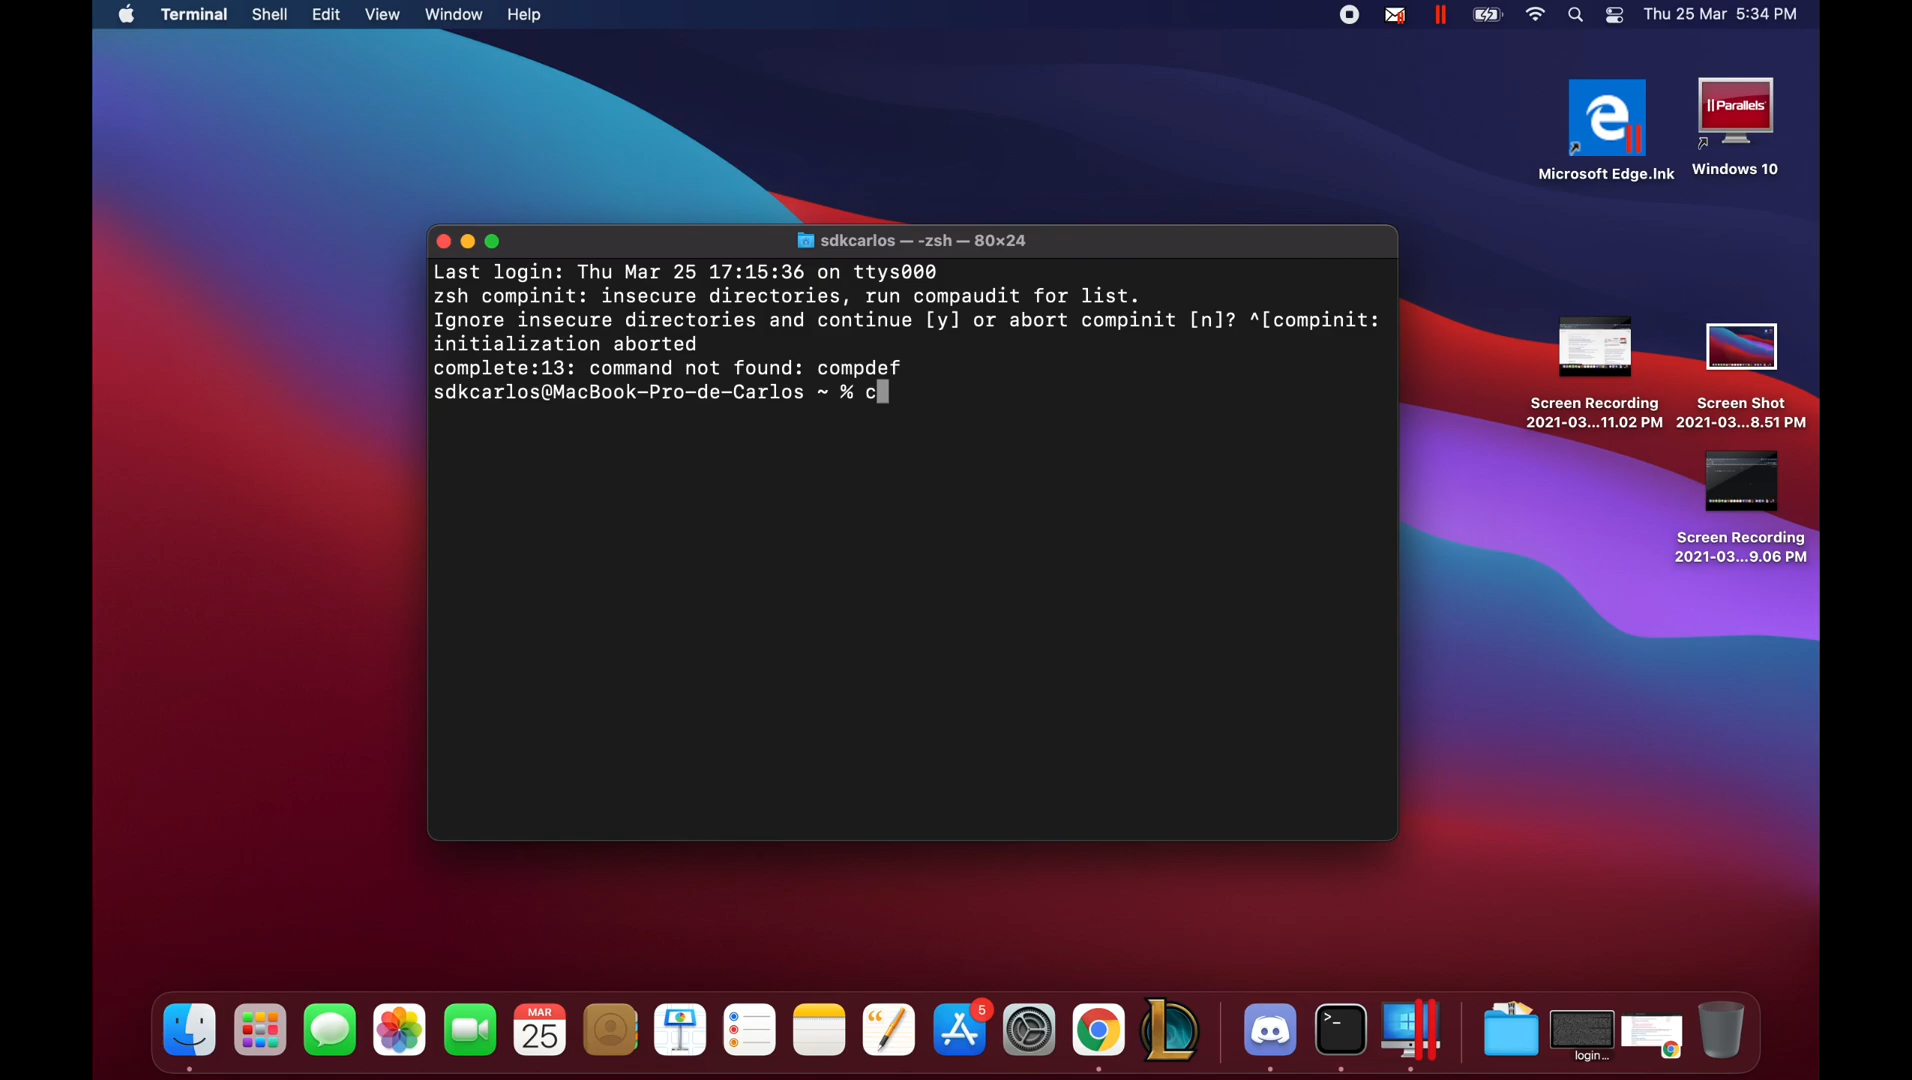 Terminal Shell Edit View Window Help Thu 25 Mar 5:34 PM
Parallels
Microsoft Edge.lnk Windows 10
sdkcarlos — -zsh — 80×24
Last login: Thu Mar 25 17:15:36 on ttys000
zsh compinit: insecure directories, run compaudit for list.
Ignore insecure directories and continue [y] or abort compinit [n]? ^[compinit:
initialization aborted
complete:13: command not found: compdef
sdkcarlos@MacBook-Pro-de-Carlos ~ % c
Screen Recording
2021-03...11.02 PM
Screen Shot
2021-03...8.51 PM
Screen Recording
2021-03...9.06 PM
MAR
25
5
>_
login...